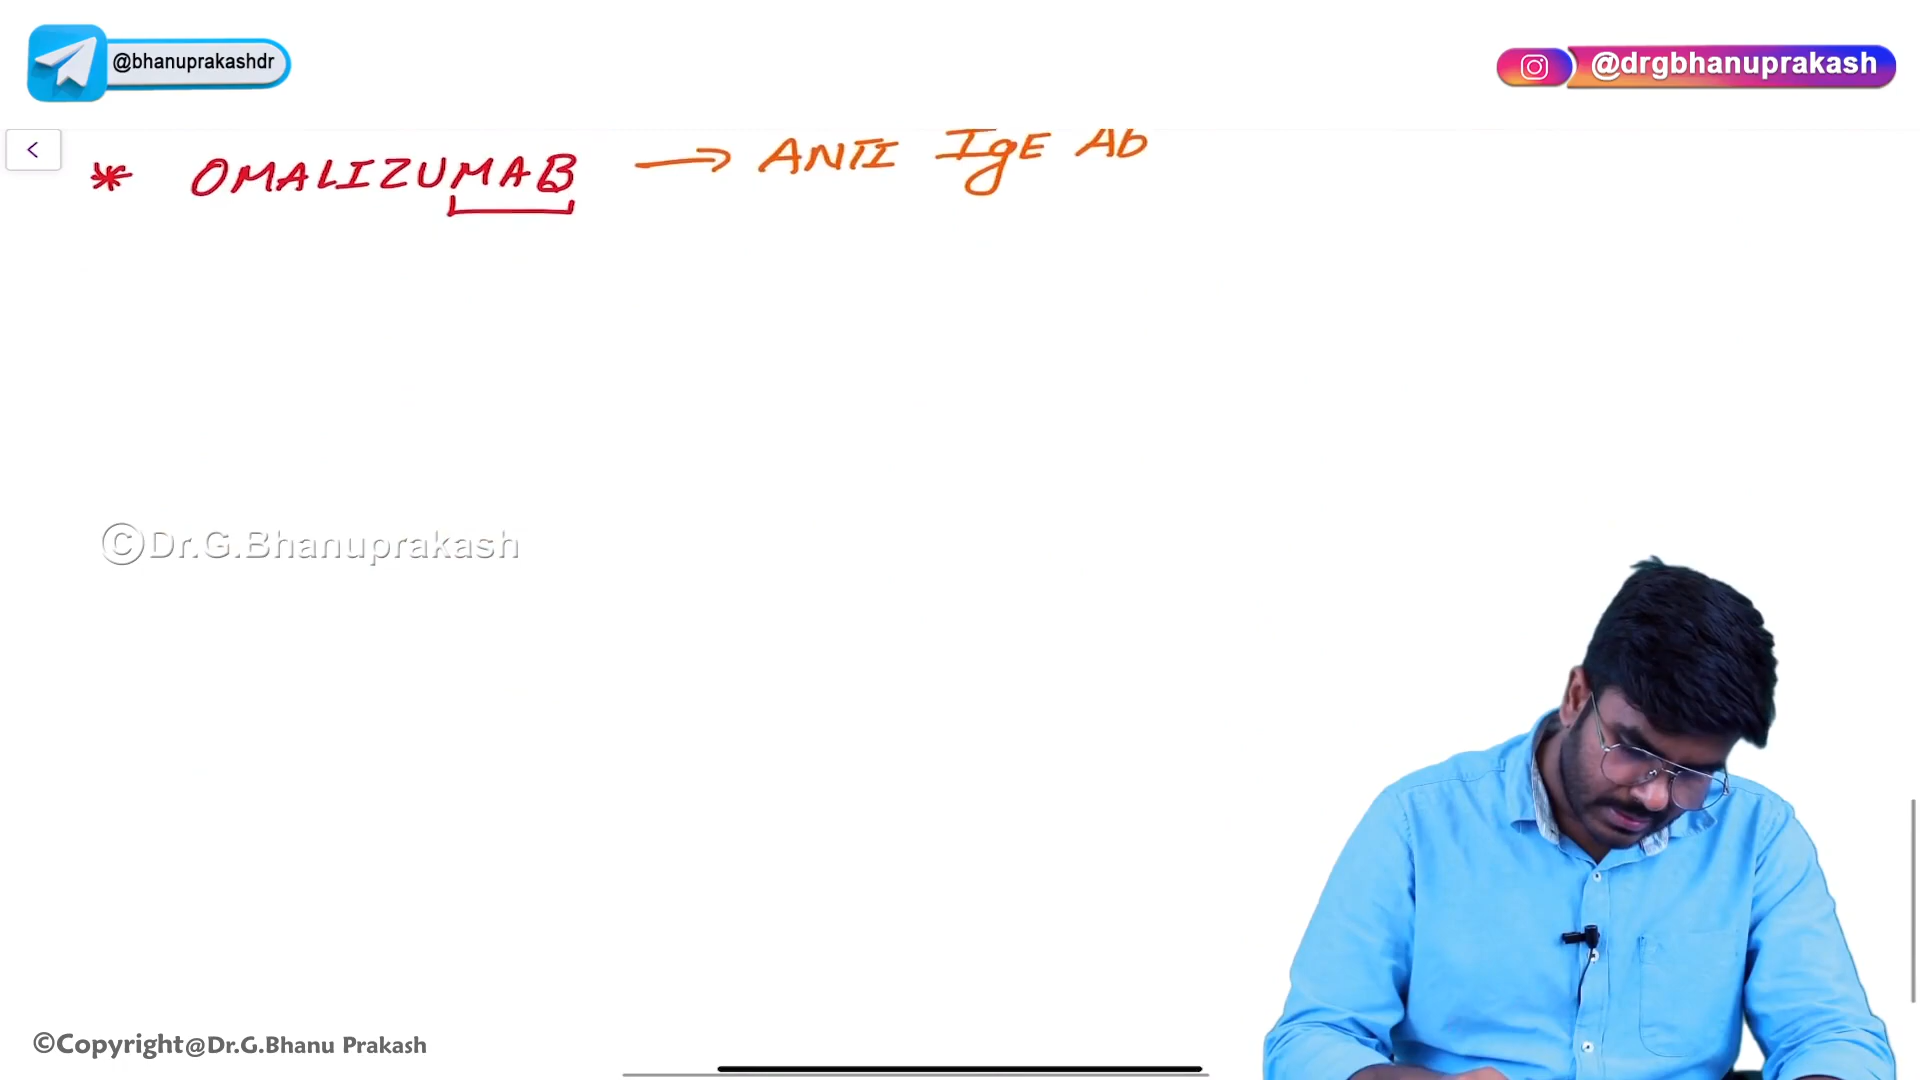 @bhanuprakashdr
@drgbhanuprakash
* OMALIZUMAB → ANTI IgE Ab
©Dr.G.Bhanuprakash
©Copyright@Dr.G.Bhanu Prakash